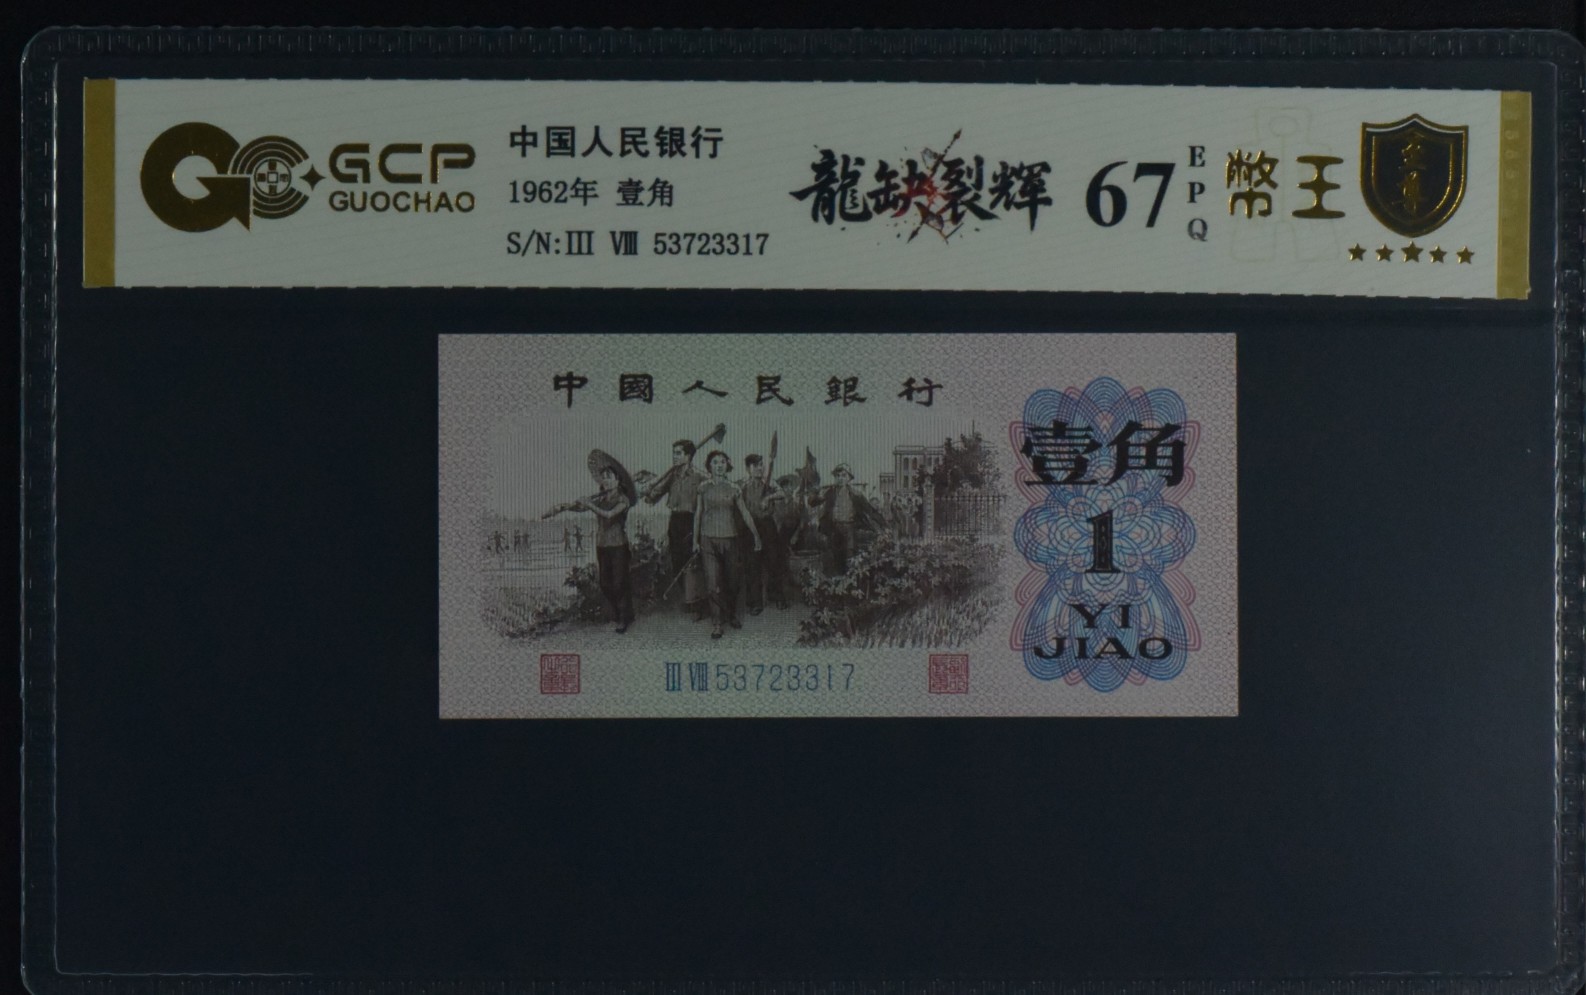 GCP
GUOCHAO
中国人民银行
1962年 壹角
S/N:III VIII 53723317
龍缺裂辉
67
EPQ
幣王
中國人民銀行
壹角
1
YI
JIAO
III VIII 53723317